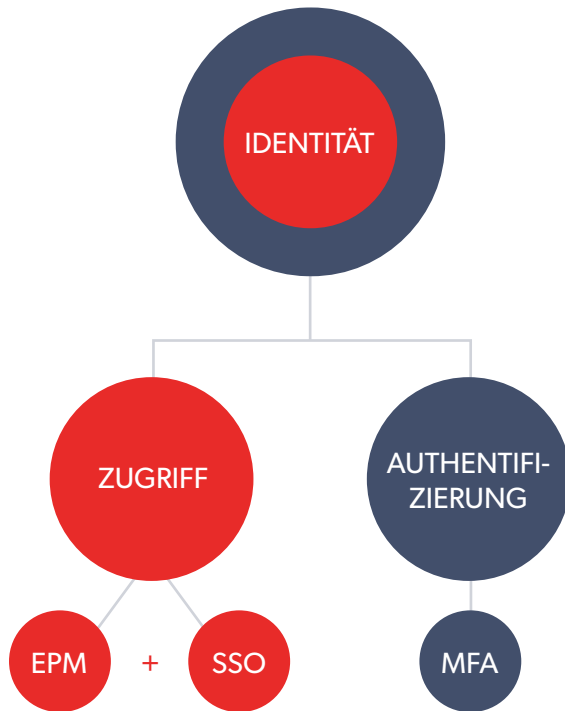 IDENTITÄT
ZUGRIFF
AUTHENTIFI-
ZIERUNG
EPM + SSO
MFA